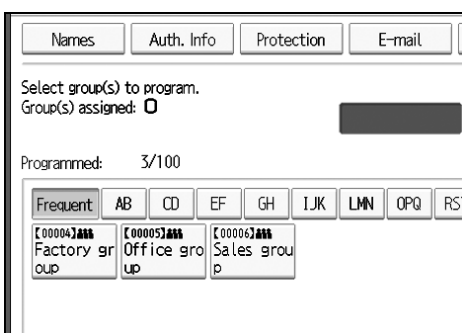 Names Auth. Info Protection E-mail
Select group(s) to program.
Group(s) assigned: 0
Programmed: 3/100
Frequent AB CD EF GH IJK LMN OPQ RST
【00004】 【00005】 【00006】
Factory gr Office gro Sales grou
oup up p